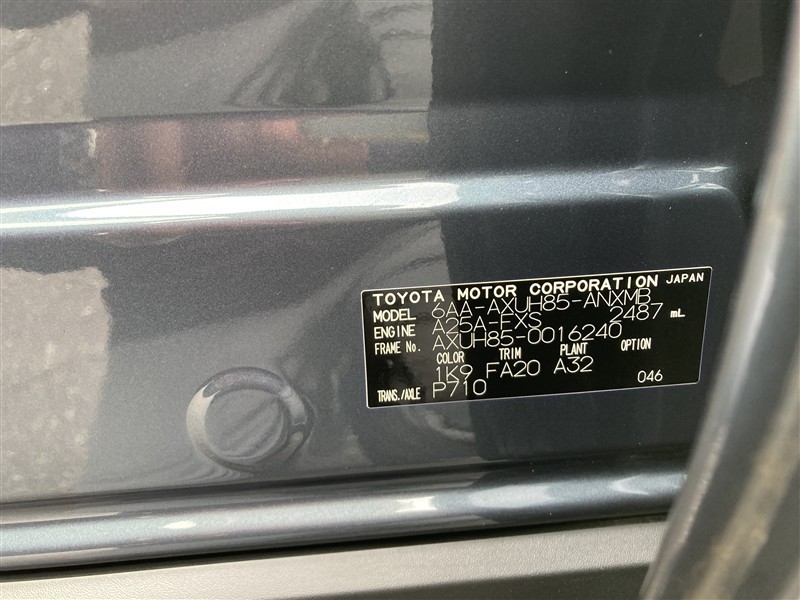 TOYOTA MOTOR CORPORATION JAPAN
MODEL 6AA-AXUH85-ANXMB
ENGINE A25A-FXS 2487 mL
FRAME No. AXUH85-0016240
COLOR TRIM PLANT OPTION
1K9 FA20 A32
TRANS./AXLE P710 046